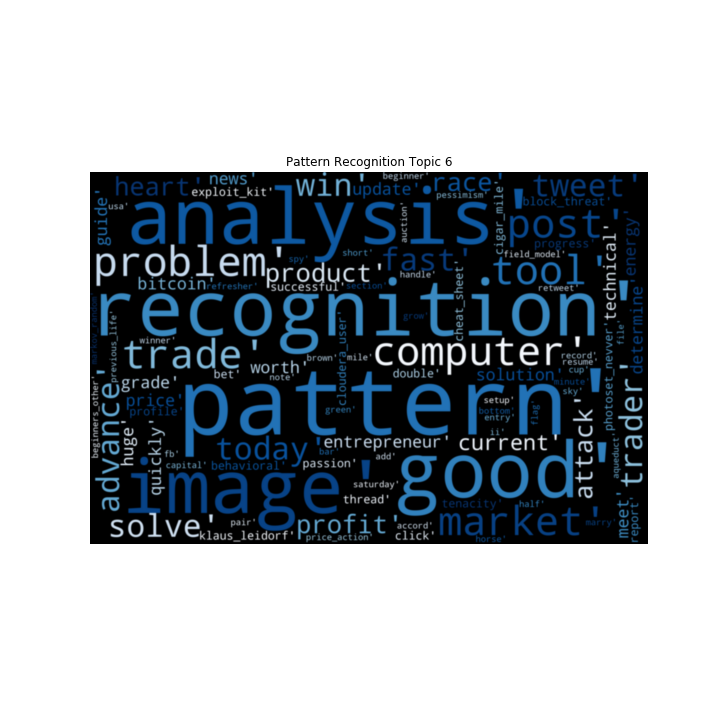 Pattern Recognition Topic 6
heart' news' exploit_kit' win' update' beginner' pessimism' race' tweet' block_threat'
guide' usa' analysis' auction' cigar_mile' post' progress' energy'
problem' product' spy' short' fast' handle' field_model' tool' technical'
bitcoin' refresher' successful' section' retweet'
recognition' grow' cheat_sheet' determine'
previous_life' winner' trade' brown' mile' cloudera_user' computer' record' resume' file' photoset_nevver'
grade' bet' worth' note' double' solution' cup' minute' sky'
beginners_other' advance' price' profile' pattern' green' setup' bottom' entry' flag' trader'
huge' quickly' fb' today' bar' entrepreneur' current' ii' attack' aqueduct'
capital' behavioral' passion' add' good'
image' saturday' thread' tenacity' half' meet' report'
solve' pair' profit' accord' market' marry'
klaus_leidorf' price_action' click' horse'